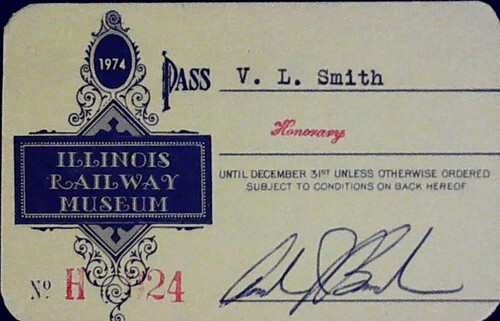 1974
PASS V. L. Smith
Honorary
ILLINOIS
RAILWAY
MUSEUM
UNTIL DECEMBER 31ST UNLESS OTHERWISE ORDERED
SUBJECT TO CONDITIONS ON BACK HEREOF
Nº H 24